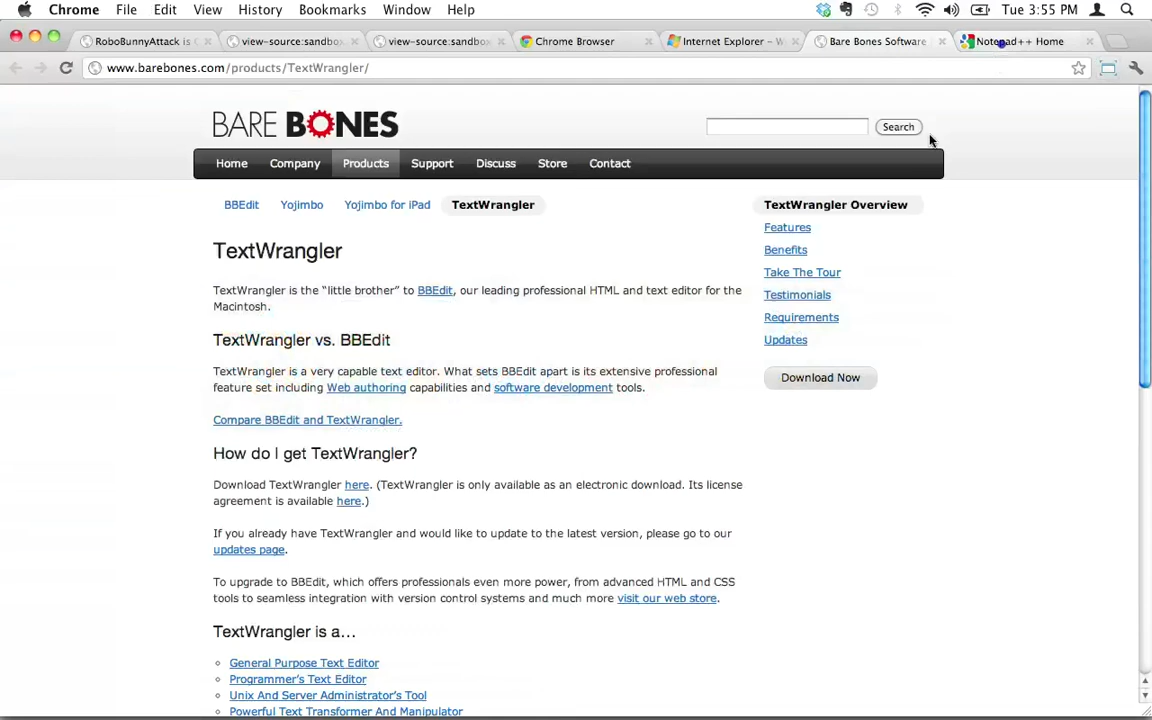 Chrome File Edit View History Bookmarks Window Help Tue 3:55 PM
RoboBunnyAttack is view-source:sandbox. view-source:sandbo Chrome Browser Internet Explorer – W Bare Bones Software Notepad++ Home
www.barebones.com/products/TextWrangler/
BARE BONES
Search
Home Company Products Support Discuss Store Contact
BBEdit Yojimbo Yojimbo for iPad TextWrangler
TextWrangler
TextWrangler is the “little brother” to BBEdit, our leading professional HTML and text editor for the
Macintosh.
TextWrangler vs. BBEdit
TextWrangler is a very capable text editor. What sets BBEdit apart is its extensive professional
feature set including Web authoring capabilities and software development tools.
Compare BBEdit and TextWrangler.
How do I get TextWrangler?
Download TextWrangler here. (TextWrangler is only available as an electronic download. Its license
agreement is available here.)
If you already have TextWrangler and would like to update to the latest version, please go to our
updates page.
To upgrade to BBEdit, which offers professionals even more power, from advanced HTML and CSS
tools to seamless integration with version control systems and much more visit our web store.
TextWrangler is a...
General Purpose Text Editor
Programmer’s Text Editor
Unix And Server Administrator’s Tool
Powerful Text Transformer And Manipulator
TextWrangler Overview
Features
Benefits
Take The Tour
Testimonials
Requirements
Updates
Download Now